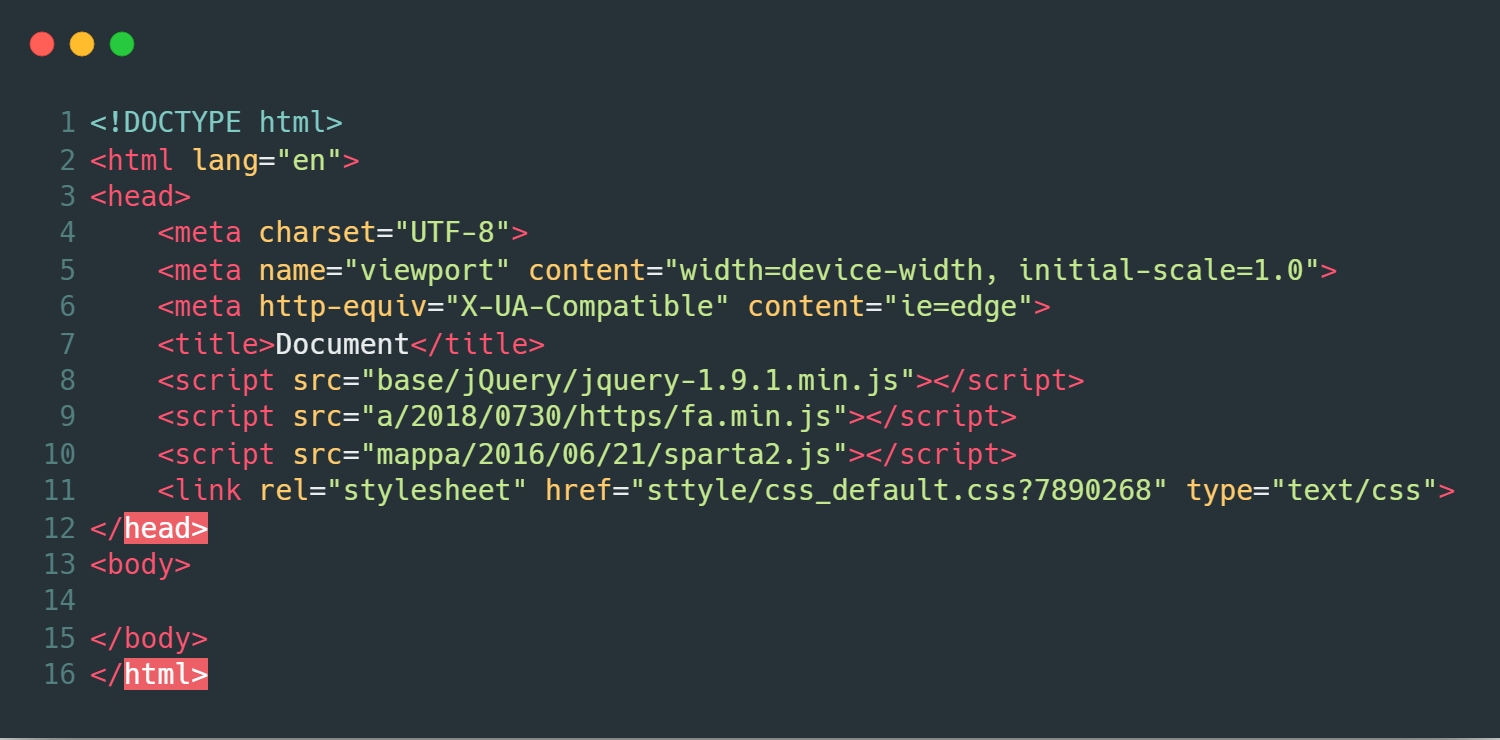 1 <!DOCTYPE html>
2 <html lang="en">
3 <head>
4     <meta charset="UTF-8">
5     <meta name="viewport" content="width=device-width, initial-scale=1.0">
6     <meta http-equiv="X-UA-Compatible" content="ie=edge">
7     <title>Document</title>
8     <script src="base/jQuery/jquery-1.9.1.min.js"></script>
9     <script src="a/2018/0730/https/fa.min.js"></script>
10     <script src="mappa/2016/06/21/sparta2.js"></script>
11     <link rel="stylesheet" href="sttyle/css_default.css?7890268" type="text/css">
12 </head>
13 <body>
14
15 </body>
16 </html>